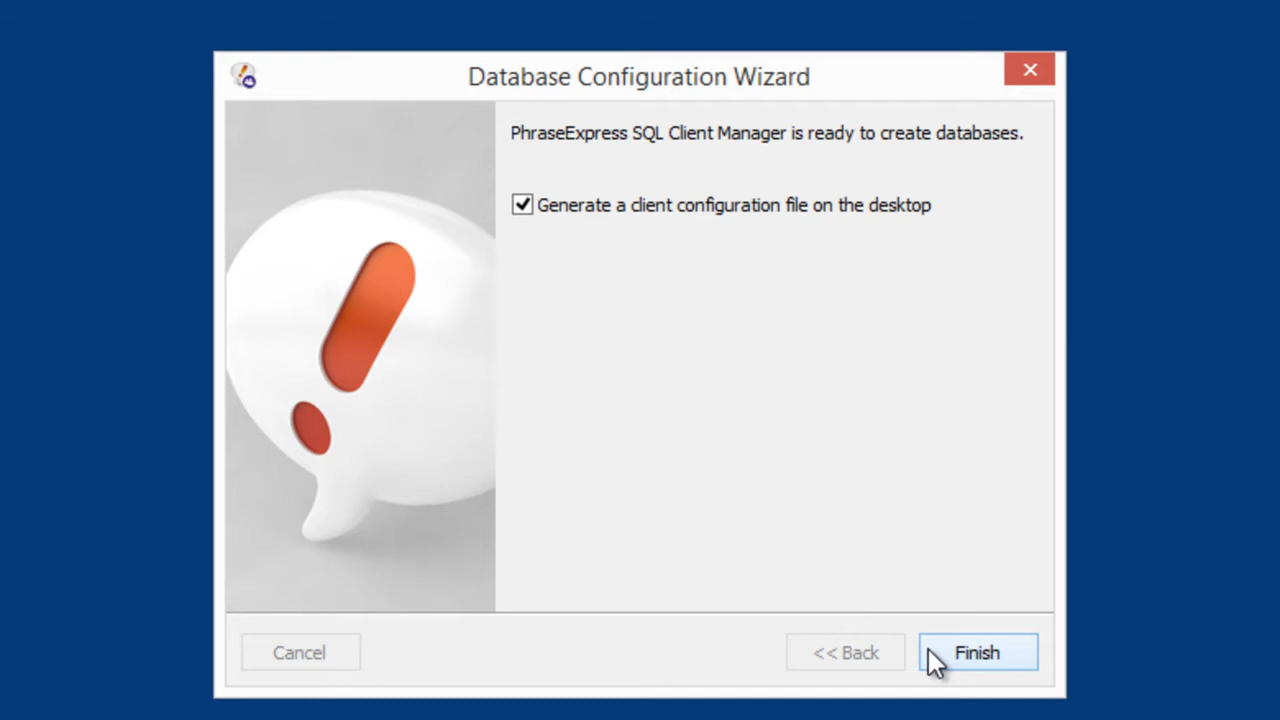 Database Configuration Wizard
PhraseExpress SQL Client Manager is ready to create databases.
Generate a client configuration file on the desktop
Cancel
<< Back
Finish